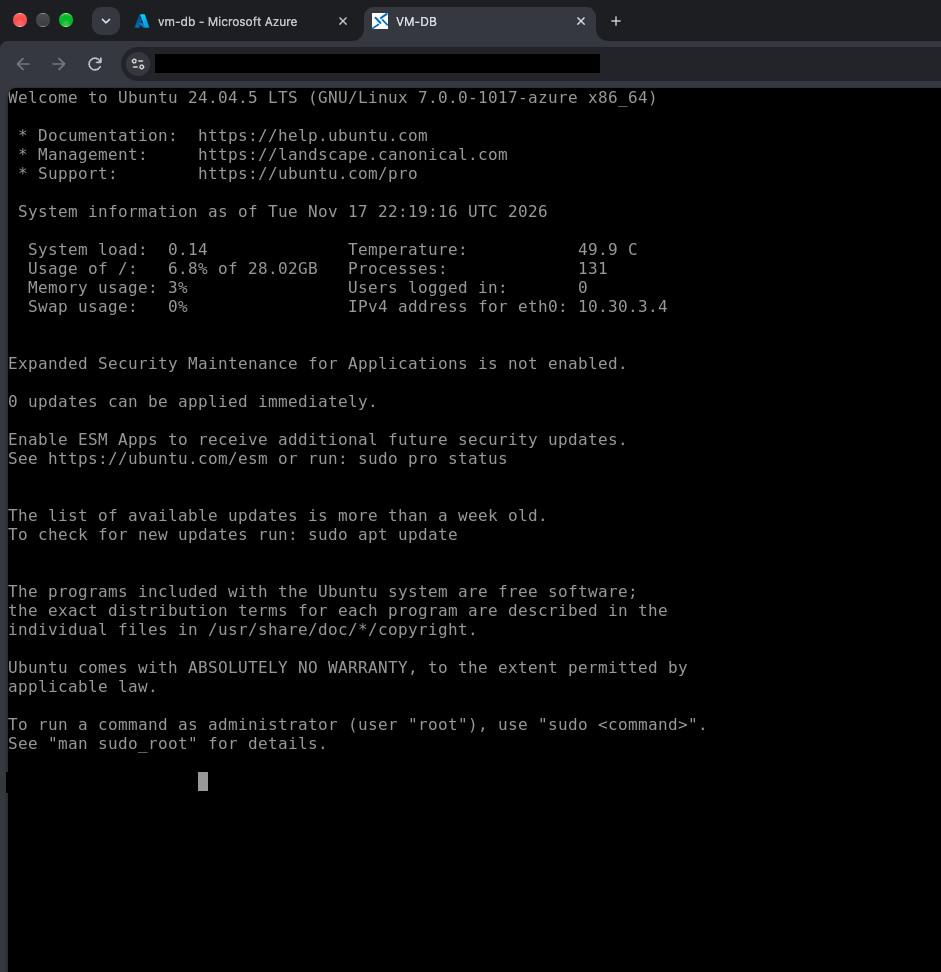 vm-db - Microsoft Azure
VM-DB
Welcome to Ubuntu 24.04.5 LTS (GNU/Linux 7.0.0-1017-azure x86_64)
* Documentation:  https://help.ubuntu.com
* Management:     https://landscape.canonical.com
* Support:        https://ubuntu.com/pro
System information as of Tue Nov 17 22:19:16 UTC 2026
System load:  0.14              Temperature:           49.9 C
Usage of /:   6.8% of 28.02GB   Processes:             131
Memory usage: 3%                Users logged in:       0
Swap usage:   0%                IPv4 address for eth0: 10.30.3.4
Expanded Security Maintenance for Applications is not enabled.
0 updates can be applied immediately.
Enable ESM Apps to receive additional future security updates.
See https://ubuntu.com/esm or run: sudo pro status
The list of available updates is more than a week old.
To check for new updates run: sudo apt update
The programs included with the Ubuntu system are free software;
the exact distribution terms for each program are described in the
individual files in /usr/share/doc/*/copyright.
Ubuntu comes with ABSOLUTELY NO WARRANTY, to the extent permitted by
applicable law.
To run a command as administrator (user "root"), use "sudo <command>".
See "man sudo_root" for details.